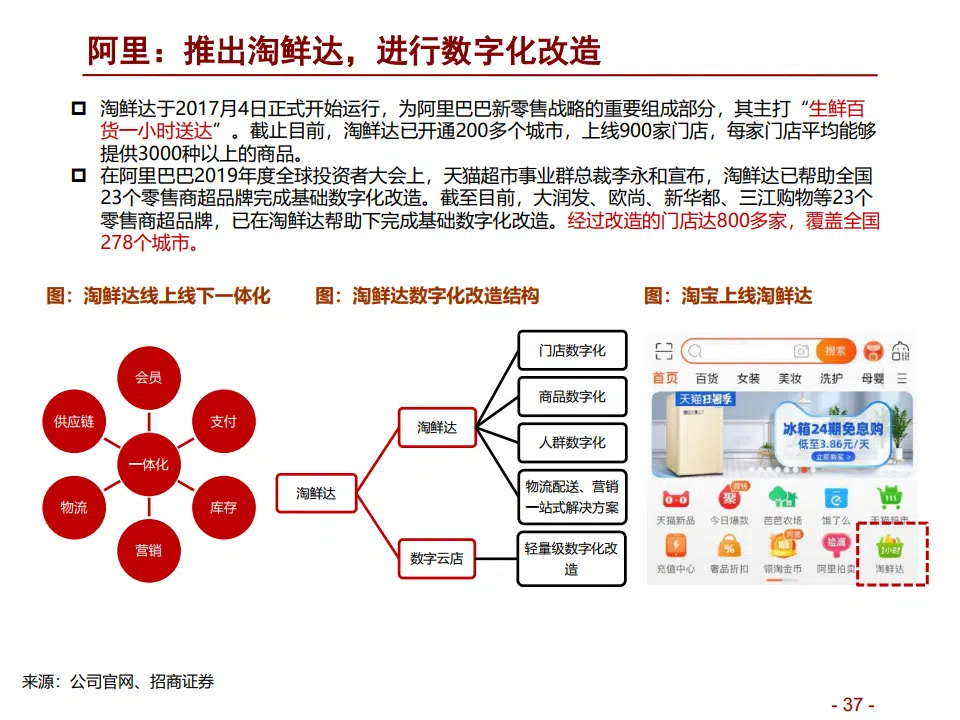 阿里：推出淘鲜达，进行数字化改造
淘鲜达于2017月4日正式开始运行，为阿里巴巴新零售战略的重要组成部分，其主打“生鲜百
货一小时送达”。截止目前，淘鲜达已开通200多个城市，上线900家门店，每家门店平均能够
提供3000种以上的商品。
在阿里巴巴2019年度全球投资者大会上，天猫超市事业群总裁李永和宣布，淘鲜达已帮助全国
23个零售商超品牌完成基础数字化改造。截至目前，大润发、欧尚、新华都、三江购物等23个
零售商超品牌，已在淘鲜达帮助下完成基础数字化改造。经过改造的门店达800多家，覆盖全国
278个城市。
图：淘鲜达线上线下一体化
图：淘鲜达数字化改造结构
图：淘宝上线淘鲜达
会员
供应链
支付
一体化
物流
库存
营销
淘鲜达
淘鲜达
数字云店
门店数字化
商品数字化
人群数字化
物流配送、营销
一站式解决方案
轻量级数字化改
造
搜索
首页 百货 女装 美妆 洗护 母婴
天猫狂暑季
冰箱24期免息购
低至3.86元/天
立即购买 >
聚
天猫新品 今日爆款 芭芭农场 饿了么 天猫超市
捡漏
1小时
充值中心 奢品折扣 领淘金币 阿里拍卖 淘鲜达
来源：公司官网、招商证券
- 37 -